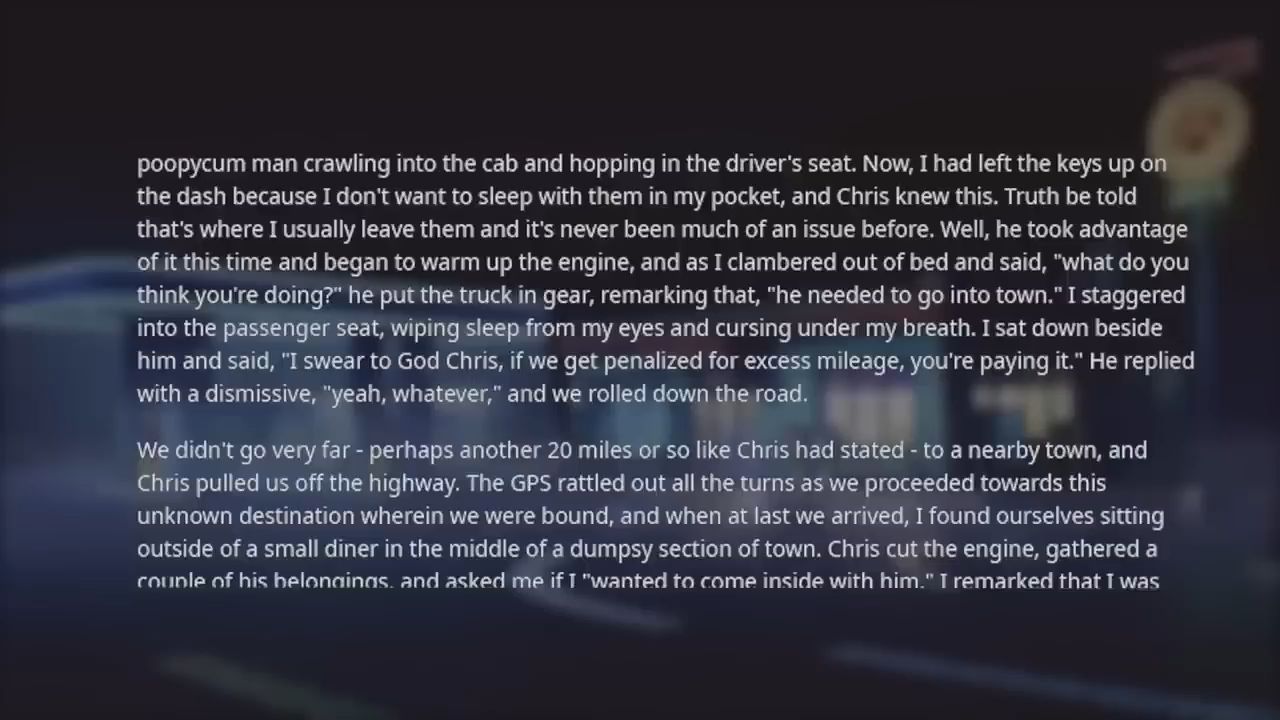 poopycum man crawling into the cab and hopping in the driver's seat. Now, I had left the keys up on
the dash because I don't want to sleep with them in my pocket, and Chris knew this. Truth be told
that's where I usually leave them and it's never been much of an issue before. Well, he took advantage
of it this time and began to warm up the engine, and as I clambered out of bed and said, "what do you
think you're doing?" he put the truck in gear, remarking that, "he needed to go into town." I staggered
into the passenger seat, wiping sleep from my eyes and cursing under my breath. I sat down beside
him and said, "I swear to God Chris, if we get penalized for excess mileage, you're paying it." He replied
with a dismissive, "yeah, whatever," and we rolled down the road.
We didn't go very far - perhaps another 20 miles or so like Chris had stated - to a nearby town, and
Chris pulled us off the highway. The GPS rattled out all the turns as we proceeded towards this
unknown destination wherein we were bound, and when at last we arrived, I found ourselves sitting
outside of a small diner in the middle of a dumpsy section of town. Chris cut the engine, gathered a
couple of his belongings, and asked me if I "wanted to come inside with him." I remarked that I was